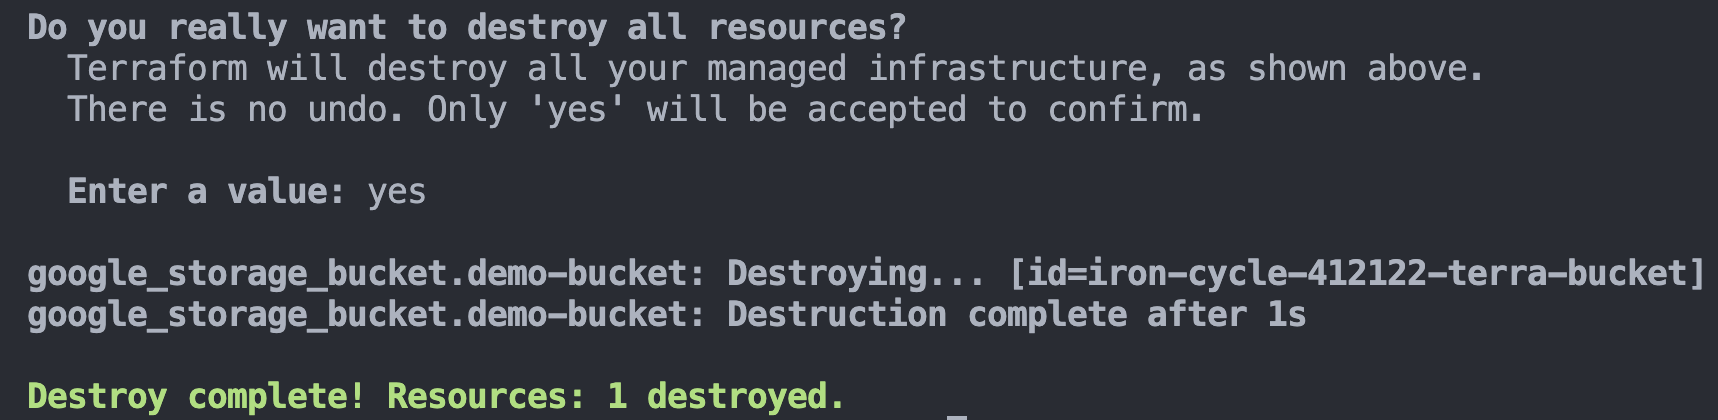 Do you really want to destroy all resources?
Terraform will destroy all your managed infrastructure, as shown above.
There is no undo. Only 'yes' will be accepted to confirm.
Enter a value: yes
google_storage_bucket.demo-bucket: Destroying... [id=iron-cycle-412122-terra-bucket]
google_storage_bucket.demo-bucket: Destruction complete after 1s
Destroy complete! Resources: 1 destroyed.